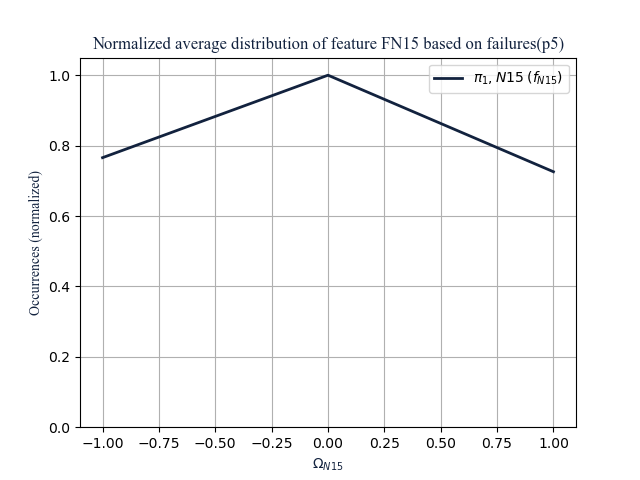 Normalized average distribution of feature FN15 based on failures(p5)
π₁, N15 (f_N15)
1.0
0.8
0.6
0.4
0.2
0.0
Occurrences (normalized)
−1.00 −0.75 −0.50 −0.25 0.00 0.25 0.50 0.75 1.00
Ω_N15